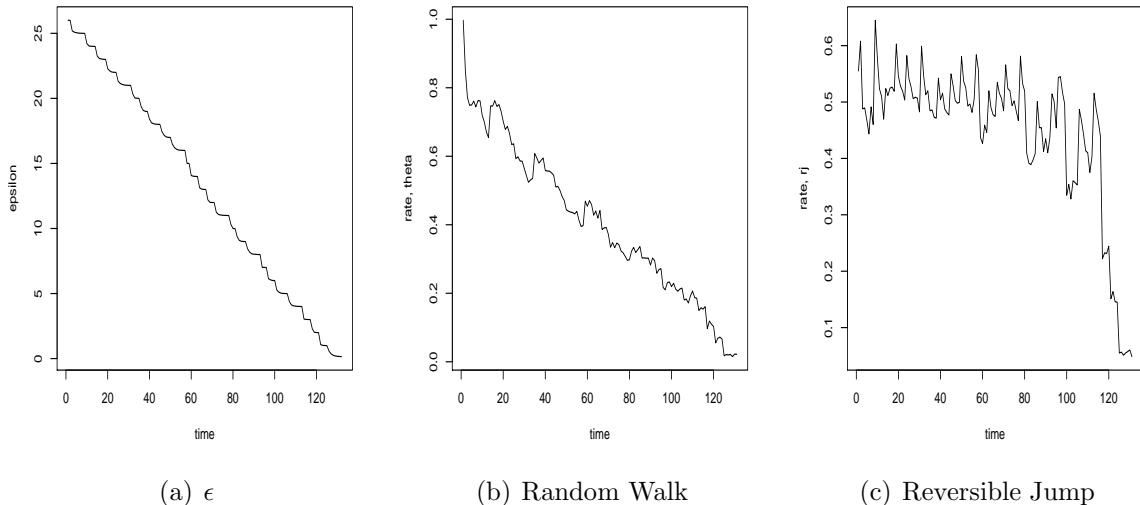 epsilon
25
20
15
10
5
0
0 20 40 60 80 100 120
time
(a) ϵ
rate, theta
1.0
0.8
0.6
0.4
0.2
0.0
0 20 40 60 80 100 120
time
(b) Random Walk
rate, rj
0.6
0.5
0.4
0.3
0.2
0.1
0 20 40 60 80 100 120
time
(c) Reversible Jump